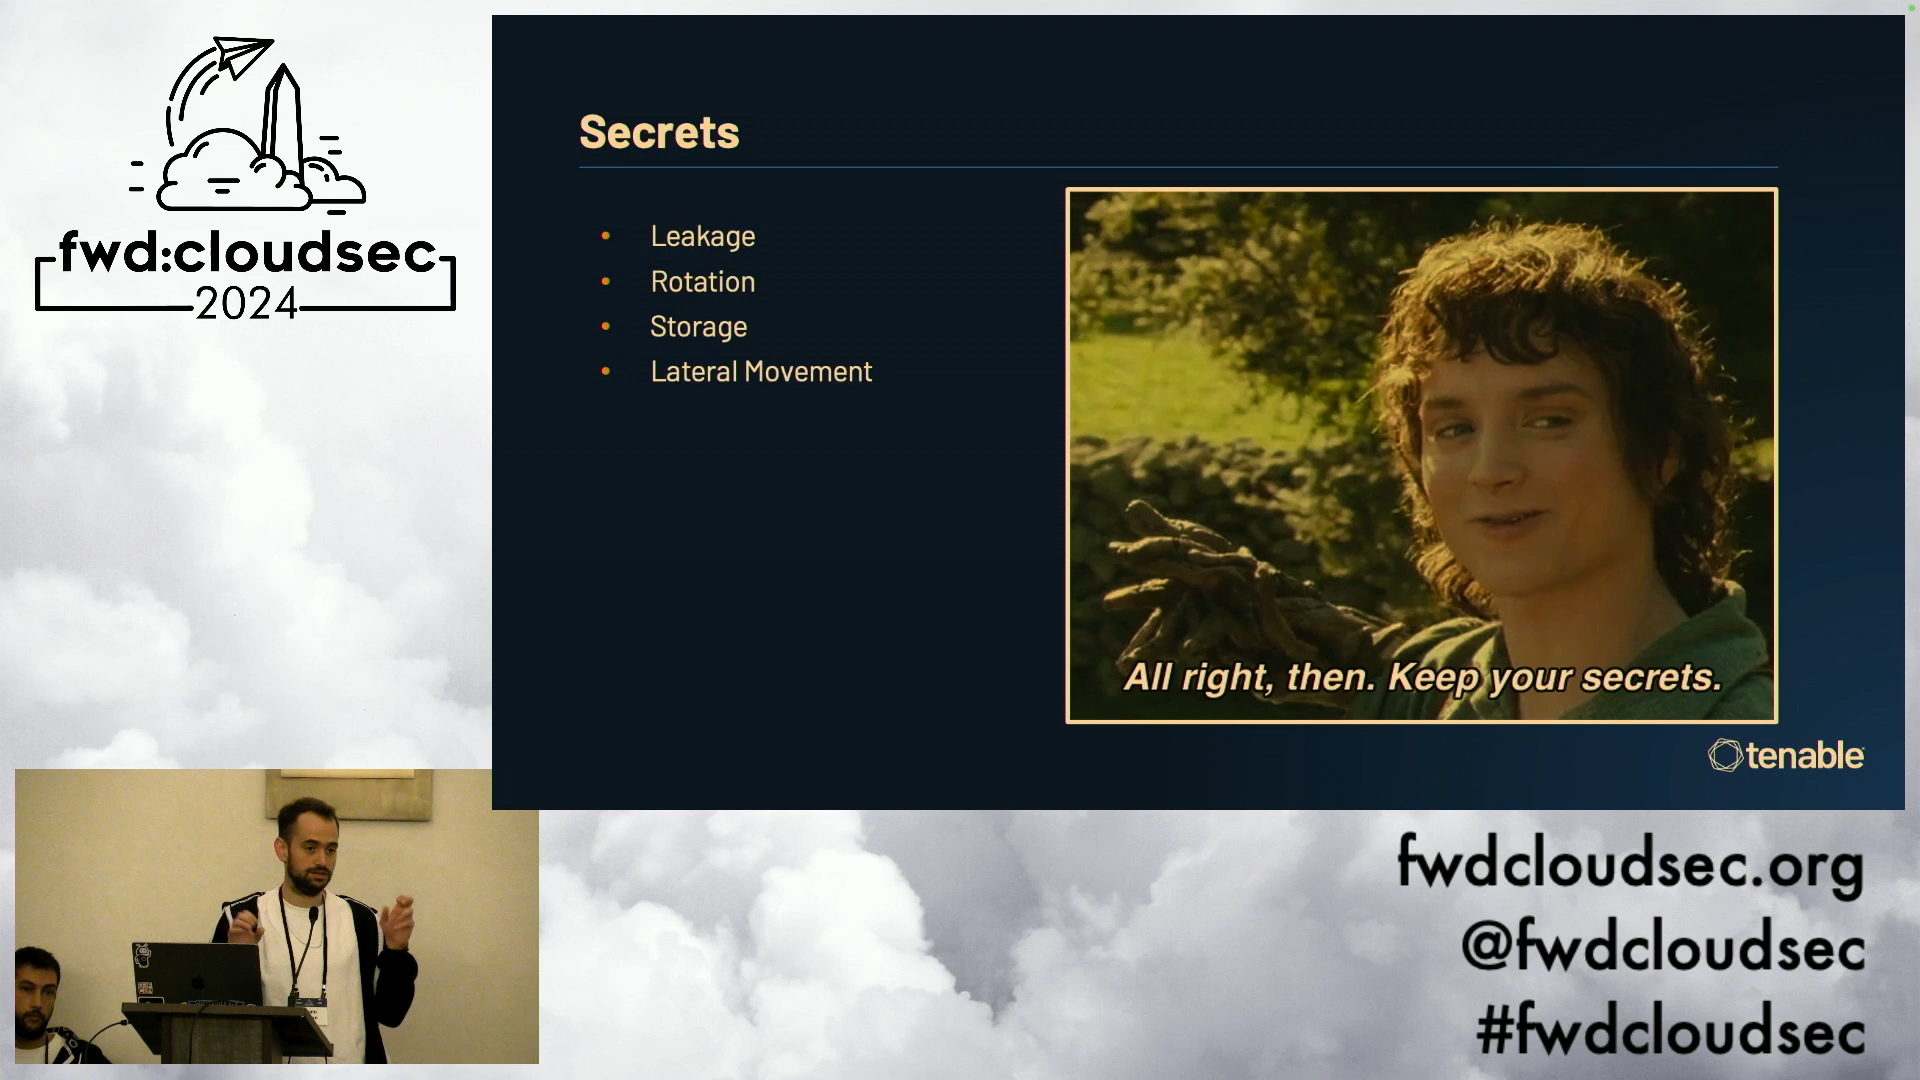 fwd:cloudsec
2024
Secrets
• Leakage
• Rotation
• Storage
• Lateral Movement
All right, then. Keep your secrets.
tenable
fwdcloudsec.org
@fwdcloudsec
#fwdcloudsec